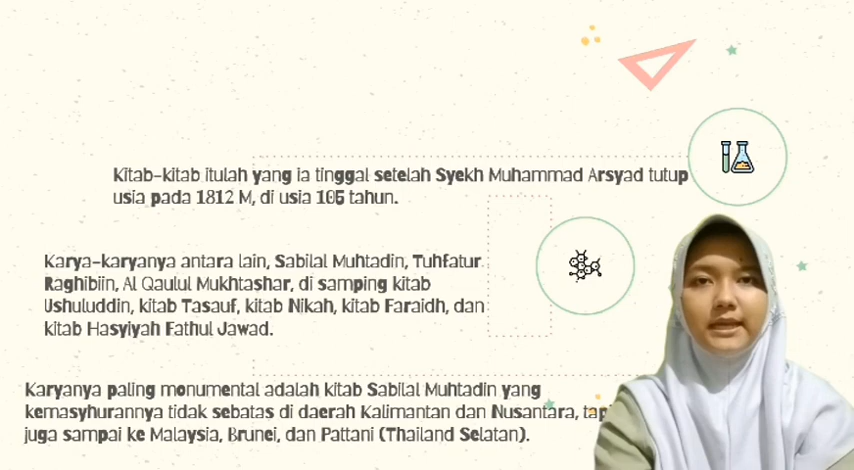 Kitab-kitab itulah yang ia tinggal setelah Syekh Muhammad Arsyad tutup
usia pada 1812 M, di usia 105 tahun.
Karya-karyanya antara lain, Sabilal Muhtadin, Tuhfatur
Raghibiin, Al Qaulul Mukhtashar, di samping kitab
Ushuluddin, kitab Tasauf, kitab Nikah, kitab Faraidh, dan
kitab Hasyiyah Fathul Jawad.
Karyanya paling monumental adalah kitab Sabilal Muhtadin yang
kemasyhurannya tidak sebatas di daerah Kalimantan dan Nusantara,
juga sampai ke Malaysia, Brunei, dan Pattani (Thailand Selatan).